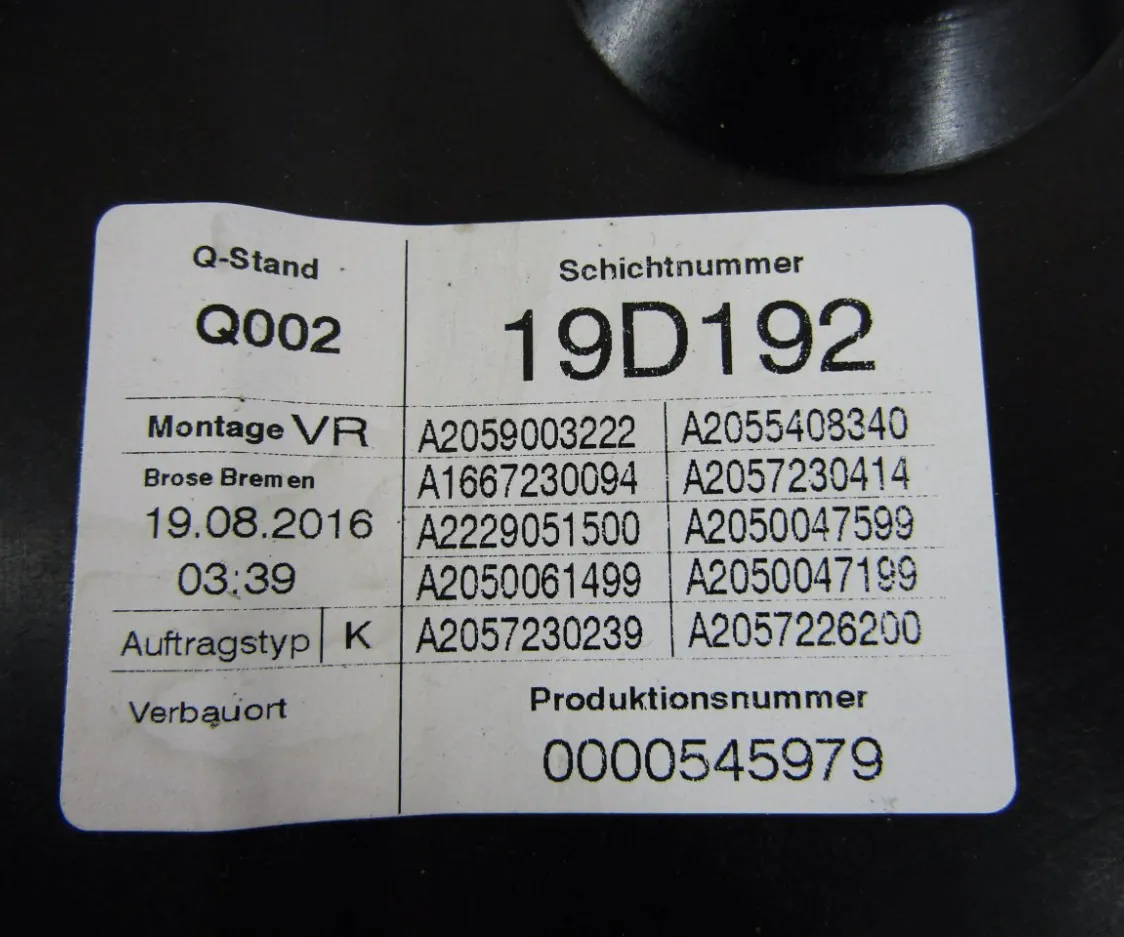 Q-Stand
Q002
Schichtnummer
19D192
Montage VR
Brose Bremen
19.08.2016
03:39
Auftragstyp K
Verbauort
A2059003222 A2055408340
A1667230094 A2057230414
A2229051500 A2050047599
A2050061499 A2050047199
A2057230239 A2057226200
Produktionsnummer
0000545979